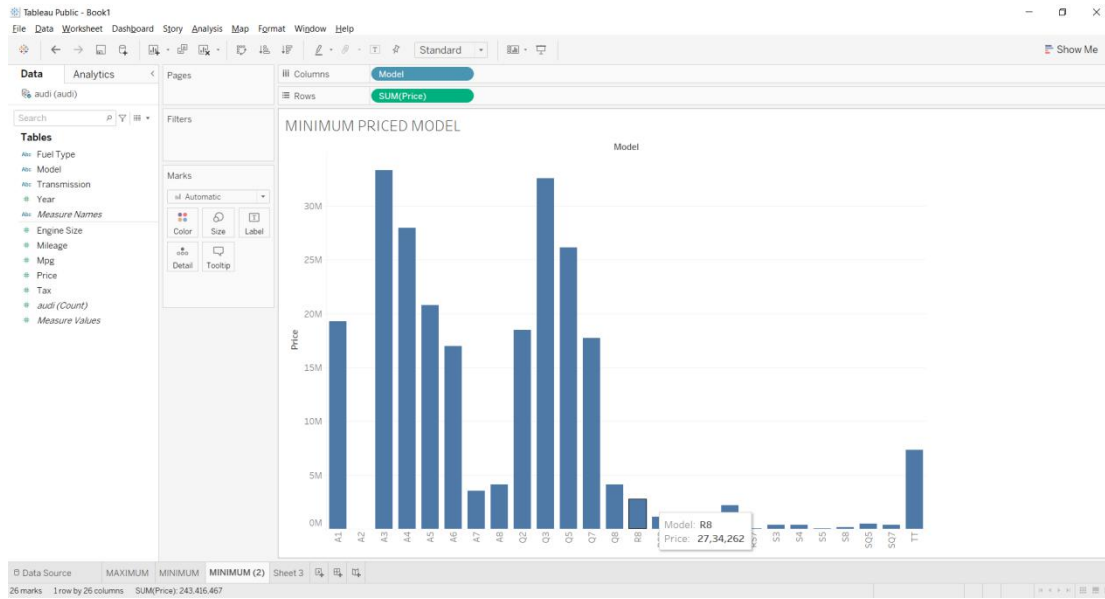 Tableau Public - Book1
File Data Worksheet Dashboard Story Analysis Map Format Window Help
Standard
Show Me
Data Analytics
audi (audi)
Search
Tables
Abc Fuel Type
Abc Model
Abc Transmission
# Year
Abc Measure Names
# Engine Size
# Mileage
# Mpg
# Price
# Tax
# audi (Count)
# Measure Values
Pages
Filters
Marks
Automatic
Color Size Label
Detail Tooltip
Columns Model
Rows SUM(Price)
MINIMUM PRICED MODEL
Model
30M
25M
20M
15M
10M
5M
0M
Price
A1 A2 A3 A4 A5 A6 A7 A8 Q2 Q3 Q5 Q7 Q8 R8 S3 S4 S5 S8 SQ5 SQ7 TT
Model: R8
Price: 27,34,262
Data Source MAXIMUM MINIMUM MINIMUM (2) Sheet 3
26 marks 1 row by 26 columns SUM(Price): 243,416,467